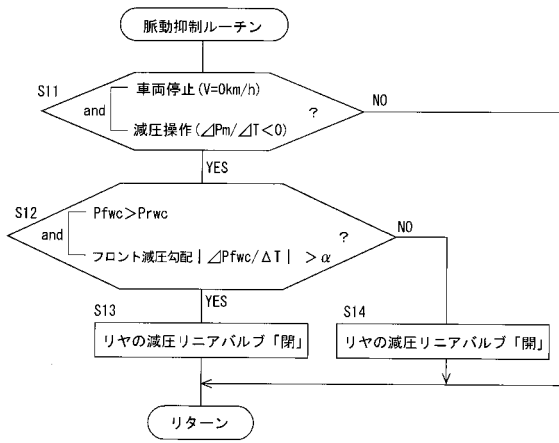 脈動抑制ルーチン
S11
車両停止(V=0km/h)
and
?
NO
減圧操作(⊿Pm/⊿T<0)
YES
S12
Pfwc>Prwc
and
?
NO
フロント減圧勾配|⊿Pfwc/ΔT| >α
YES
S13
S14
リヤの減圧リニアバルブ「閉」
リヤの減圧リニアバルブ「開」
リターン